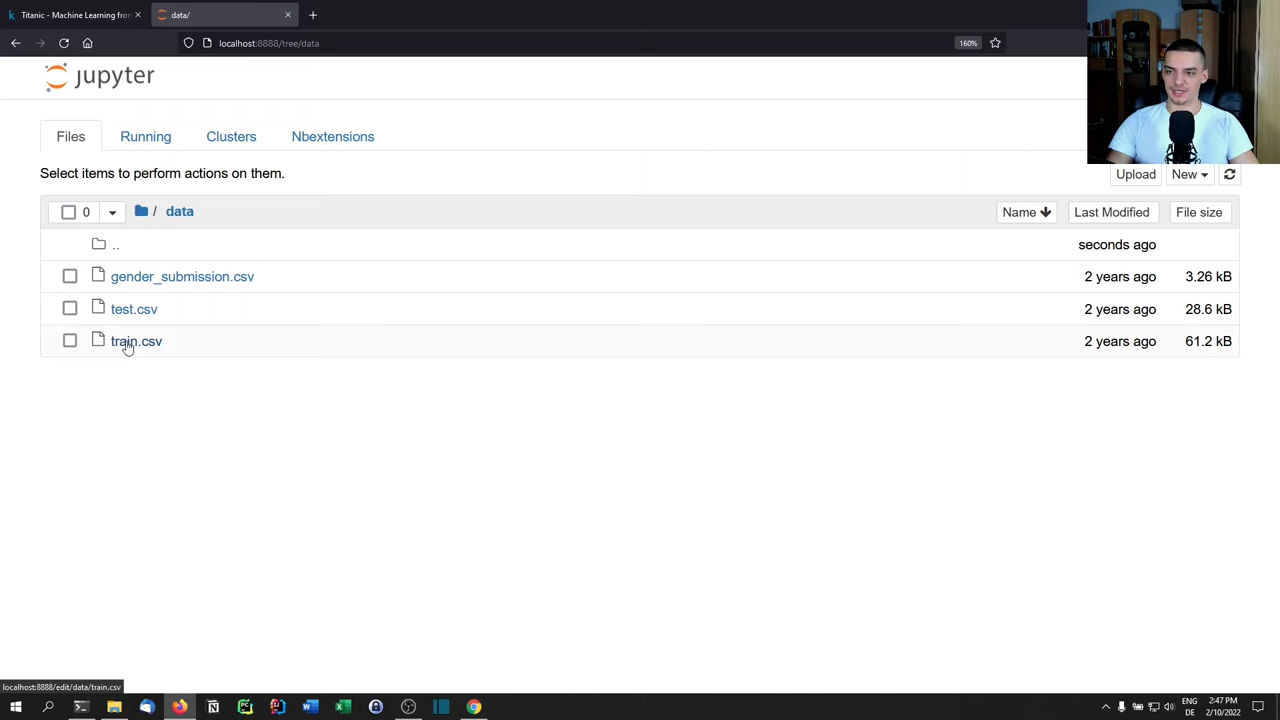 Titanic - Machine Learning from
data/
localhost:8888/tree/data
160%
jupyter
Files
Running
Clusters
Nbextensions
Select items to perform actions on them.
Upload
New
0
/ data
Name
Last Modified
File size
..
seconds ago
gender_submission.csv
2 years ago
3.26 kB
test.csv
2 years ago
28.6 kB
train.csv
2 years ago
61.2 kB
localhost:8888/edit/data/train.csv
ENG
DE
2:47 PM
2/10/2022